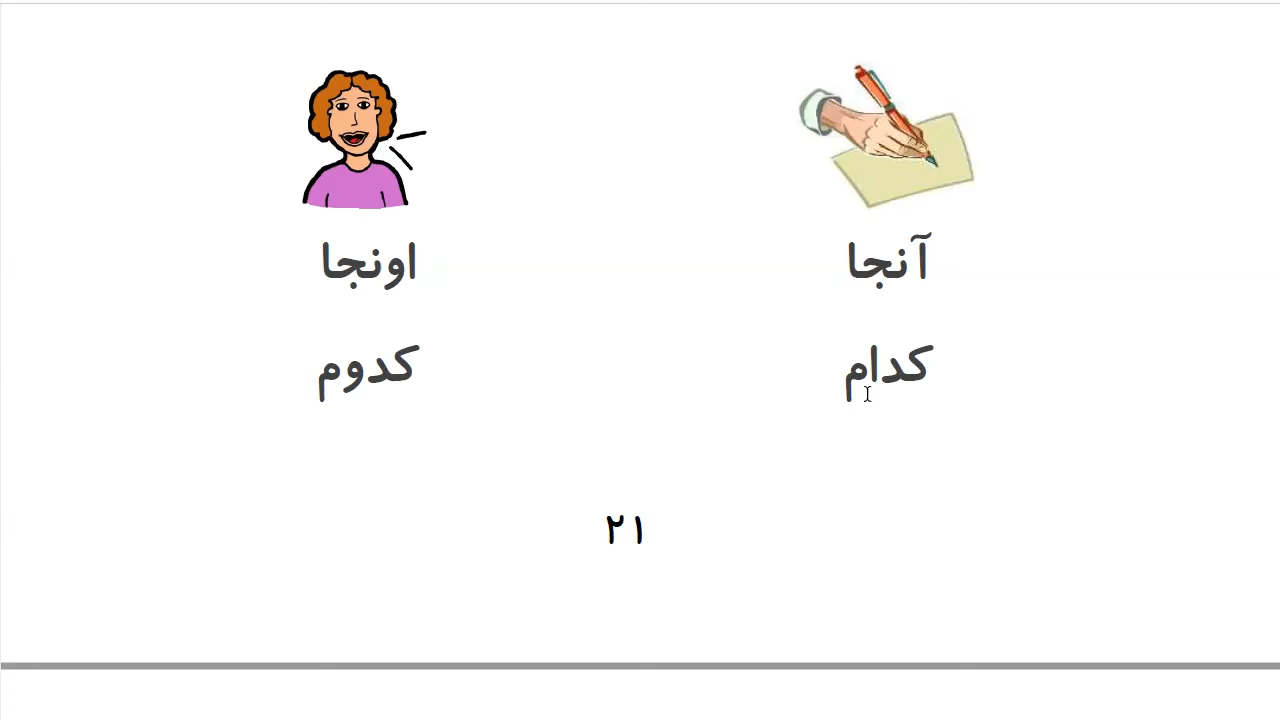 آنجا اونجا
کدام کدوم
۲۱